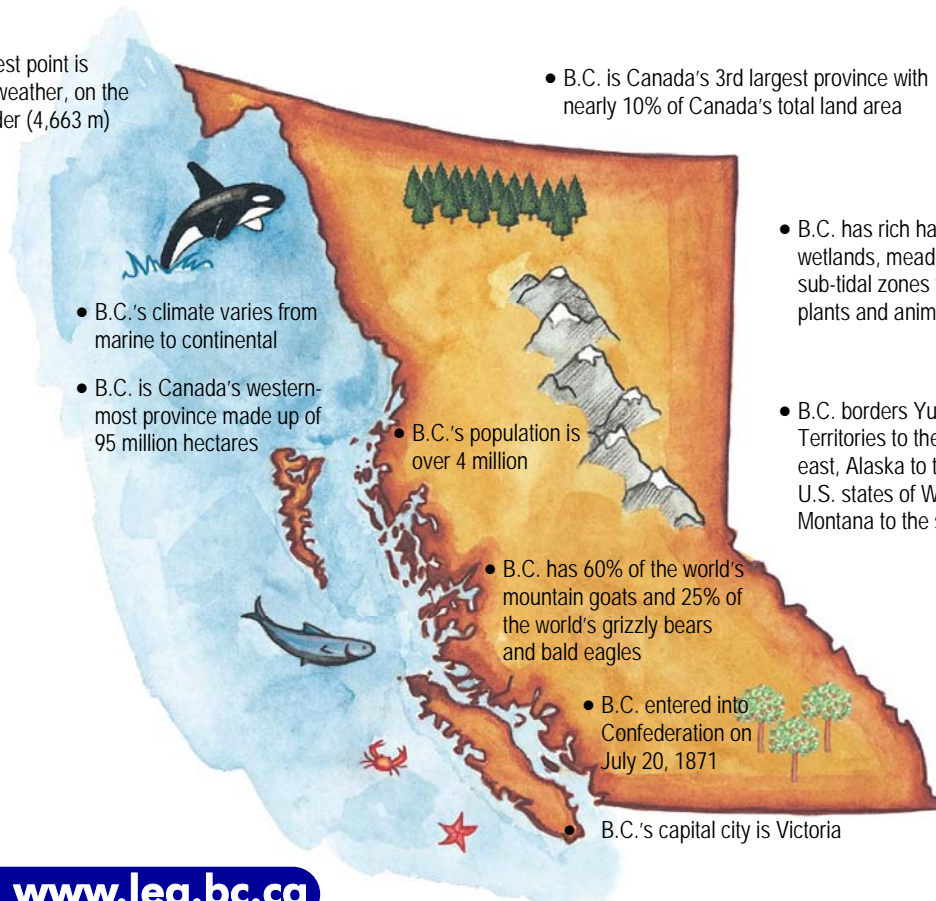 est point is
weather, on the
der (4,663 m)
• B.C. is Canada's 3rd largest province with
nearly 10% of Canada's total land area
• B.C. has rich ha
wetlands, mead
sub-tidal zones
plants and anim
• B.C.'s climate varies from
marine to continental
• B.C. is Canada's western-
most province made up of
95 million hectares
• B.C.'s population is
over 4 million
• B.C. borders Yu
Territories to the
east, Alaska to t
U.S. states of W
Montana to the s
• B.C. has 60% of the world's
mountain goats and 25% of
the world's grizzly bears
and bald eagles
• B.C. entered into
Confederation on
July 20, 1871
• B.C.'s capital city is Victoria
www.leg.bc.ca